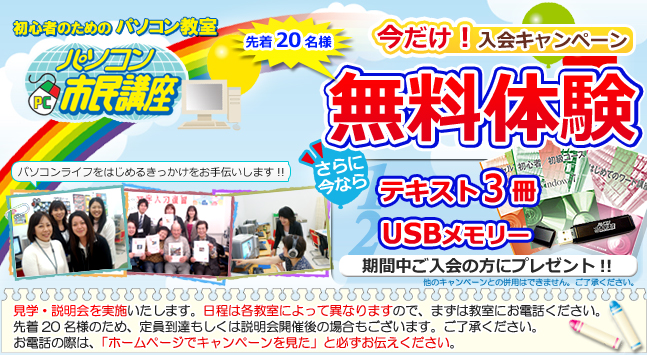 初心者のための パソコン教室
パソコン
市民講座
PC
先着20名様
今だけ！入会キャンペーン
無料体験
パソコンライフをはじめるきっかけをお手伝いします!!
さらに
今なら
テキスト3冊
USBメモリー
期間中ご入会の方にプレゼント!!
他のキャンペーンとの併用はできません。ご了承ください。
見学・説明会を実施いたします。日程は各教室によって異なりますので、まずは教室にお電話ください。
先着20名様のため、定員到達もしくは説明会開催後の場合もございます。ご了承ください。
お電話の際は、「ホームページでキャンペーンを見た」と必ずお伝えください。